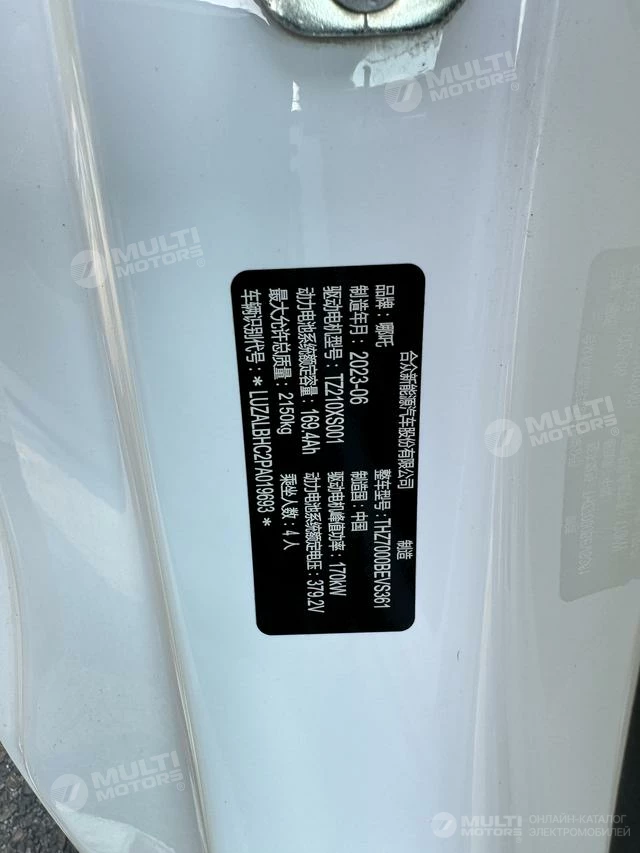 合众新能源汽车股份有限公司 制造
品牌：哪吒 整车型号：THZ7000BEVS361
制造年月：2023-06 制造国：中国
驱动电机型号：TZ210XS001 驱动电机峰值功率：170kW
动力电池系统额定容量：169.4Ah 动力电池系统额定电压：379.2V
最大允许总质量：2150kg 乘坐人数：4人
车辆识别代号：＊LUZALBHC2PA019693＊
MULTI MOTORS®
MULTI MOTORS®
MULTI MOTORS®
MULTI MOTORS®
MULTI MOTORS®
MULTI MOTORS®
ОНЛАЙН-КАТАЛОГ ЭЛЕКТРОМОБИЛЕЙ